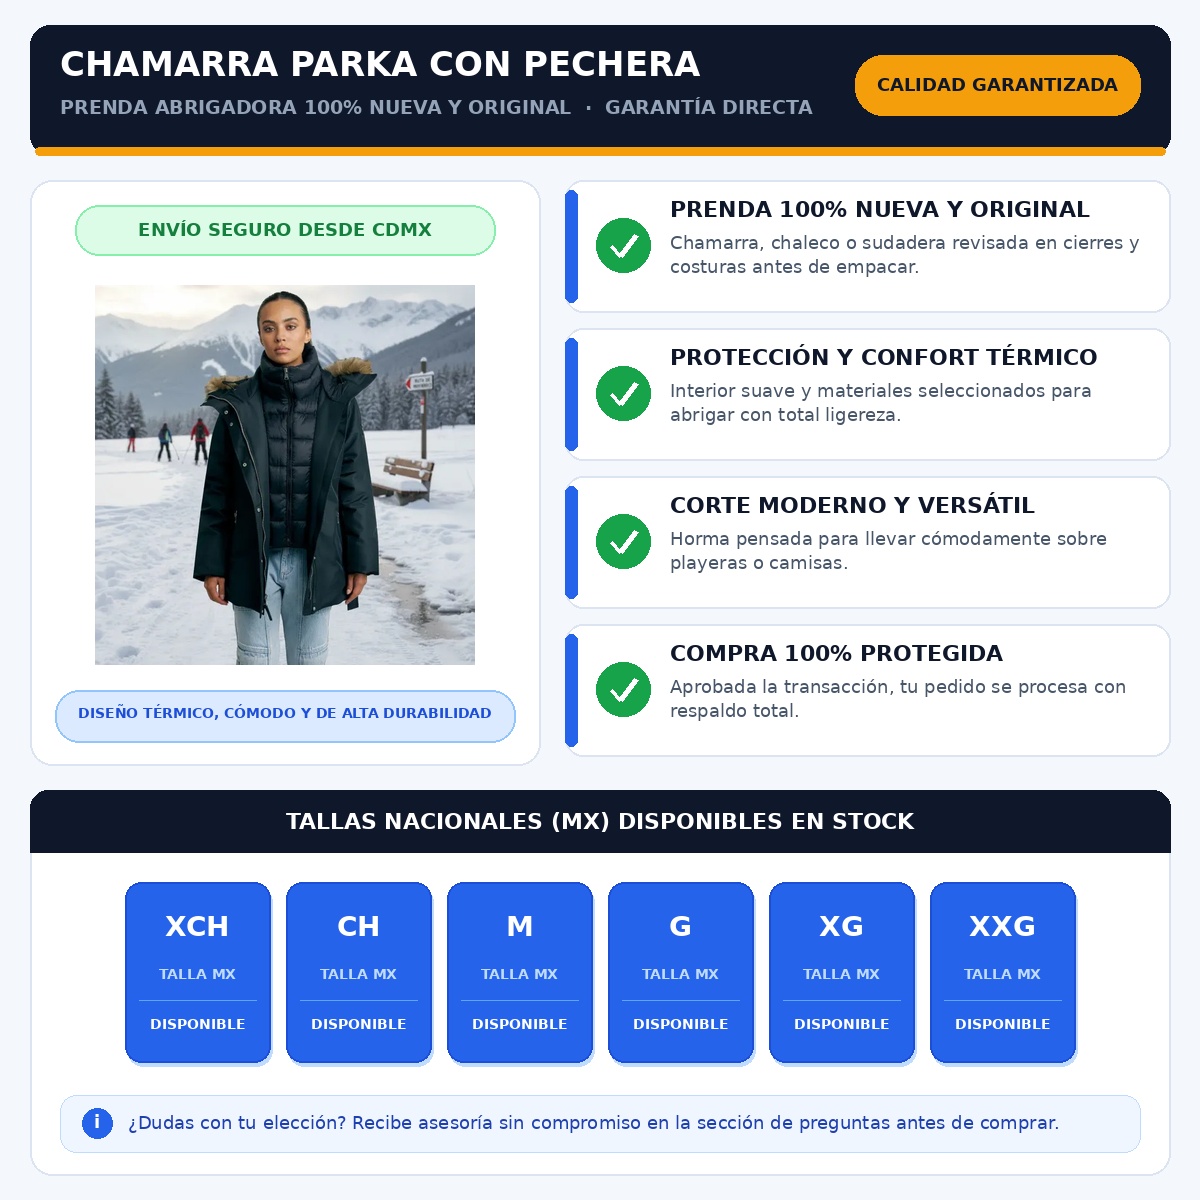 CHAMARRA PARKA CON PECHERA
PRENDA ABRIGADORA 100% NUEVA Y ORIGINAL · GARANTÍA DIRECTA
CALIDAD GARANTIZADA
ENVÍO SEGURO DESDE CDMX
DISEÑO TÉRMICO, CÓMODO Y DE ALTA DURABILIDAD
PRENDA 100% NUEVA Y ORIGINAL
Chamarra, chaleco o sudadera revisada en cierres y
costuras antes de empacar.
PROTECCIÓN Y CONFORT TÉRMICO
Interior suave y materiales seleccionados para
abrigar con total ligereza.
CORTE MODERNO Y VERSÁTIL
Horma pensada para llevar cómodamente sobre
playeras o camisas.
COMPRA 100% PROTEGIDA
Aprobada la transacción, tu pedido se procesa con
respaldo total.
TALLAS NACIONALES (MX) DISPONIBLES EN STOCK
XCH
TALLA MX
DISPONIBLE
CH
TALLA MX
DISPONIBLE
M
TALLA MX
DISPONIBLE
G
TALLA MX
DISPONIBLE
XG
TALLA MX
DISPONIBLE
XXG
TALLA MX
DISPONIBLE
i
¿Dudas con tu elección? Recibe asesoría sin compromiso en la sección de preguntas antes de comprar.